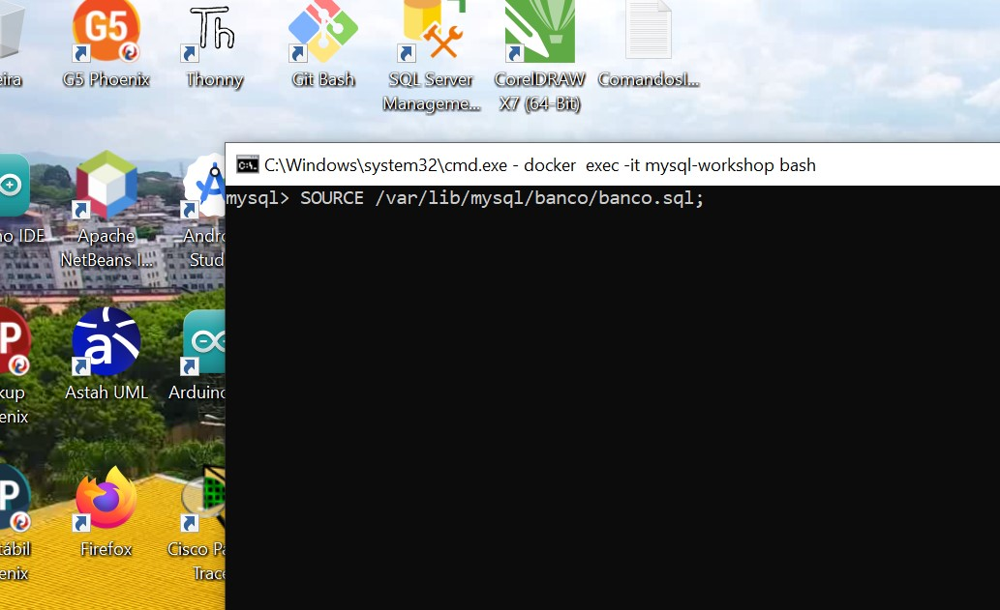 eira
G5
G5 Phoenix
Th
Thonny
Git Bash
SQL Server
Manageme...
CorelDRAW
X7 (64-Bit)
ComandosI...
C:\Windows\system32\cmd.exe - docker  exec -it mysql-workshop bash
mysql> SOURCE /var/lib/mysql/banco/banco.sql;
no IDE
Apache
NetBeans I...
Andro
Stud
P
kup
enix
a
Astah UML
Arduino
P
tábil
enix
Firefox
Cisco Pa
Trace